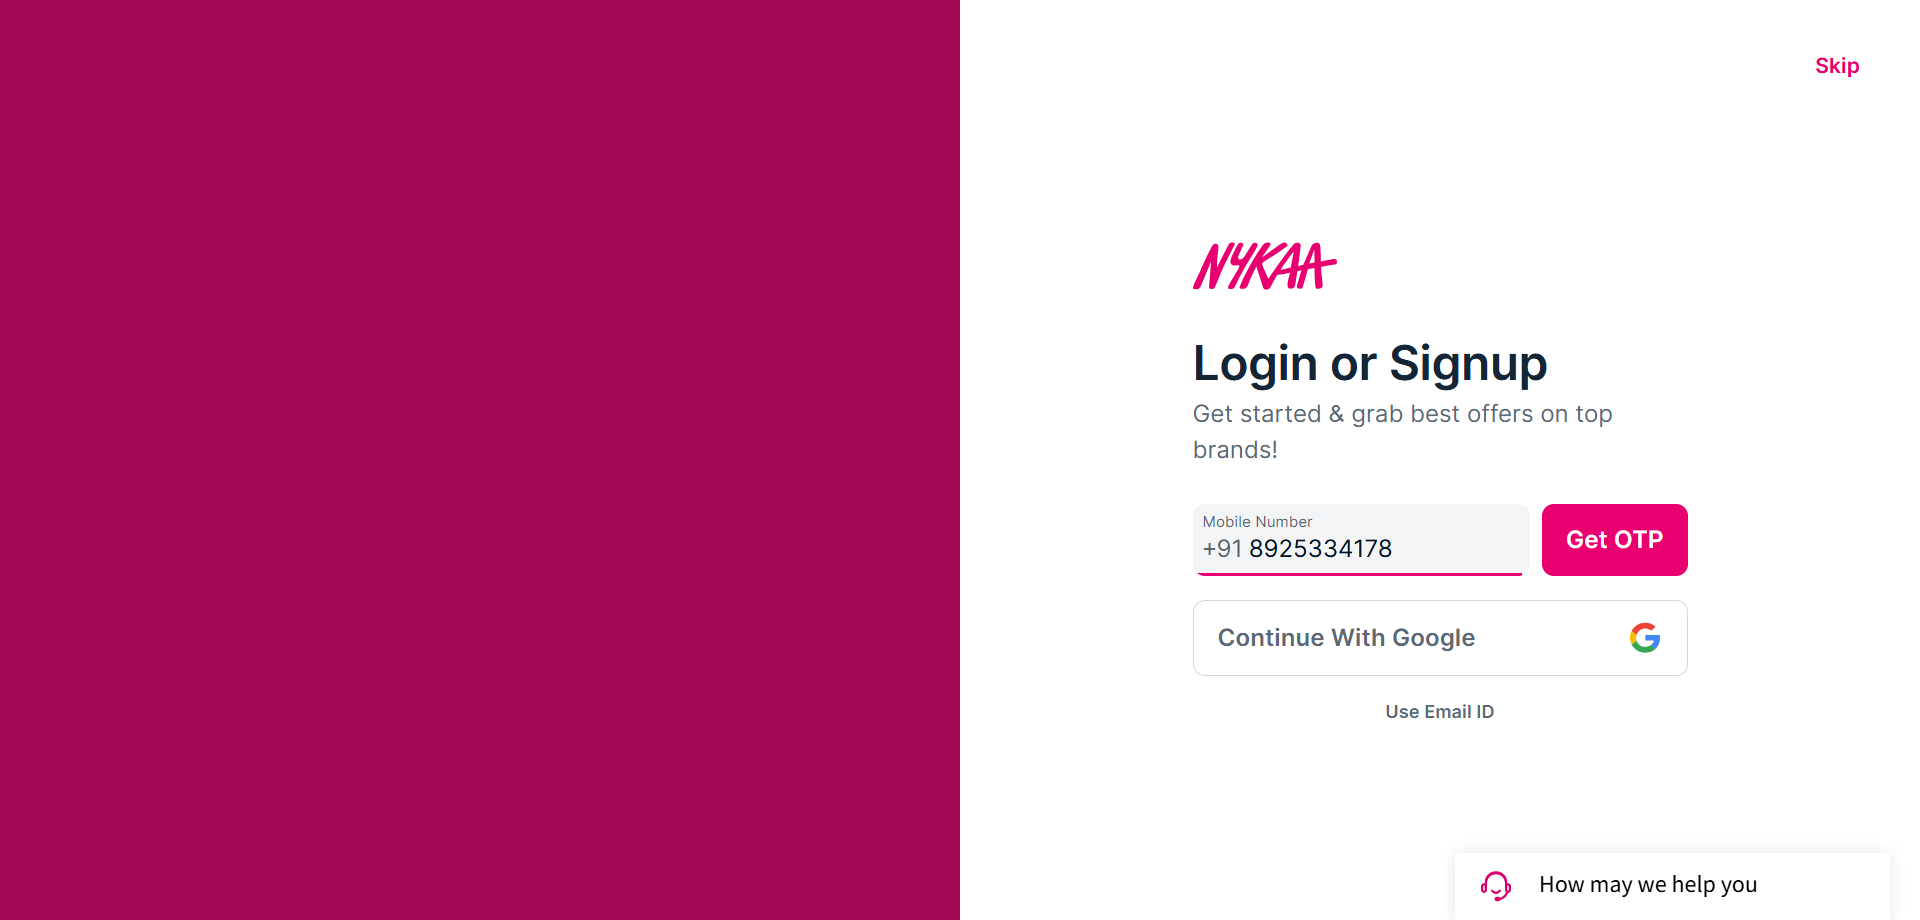 Skip
NYKAA
Login or Signup
Get started & grab best offers on top
brands!
Mobile Number
+91 8925334178
Get OTP
Continue With Google
Use Email ID
How may we help you